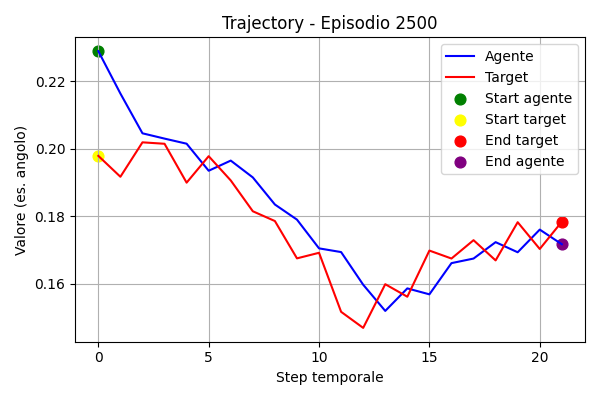 Trajectory - Episodio 2500
Agente
Target
Start agente
Start target
End target
End agente
Valore (es. angolo)
0.22
0.20
0.18
0.16
0 5 10 15 20
Step temporale